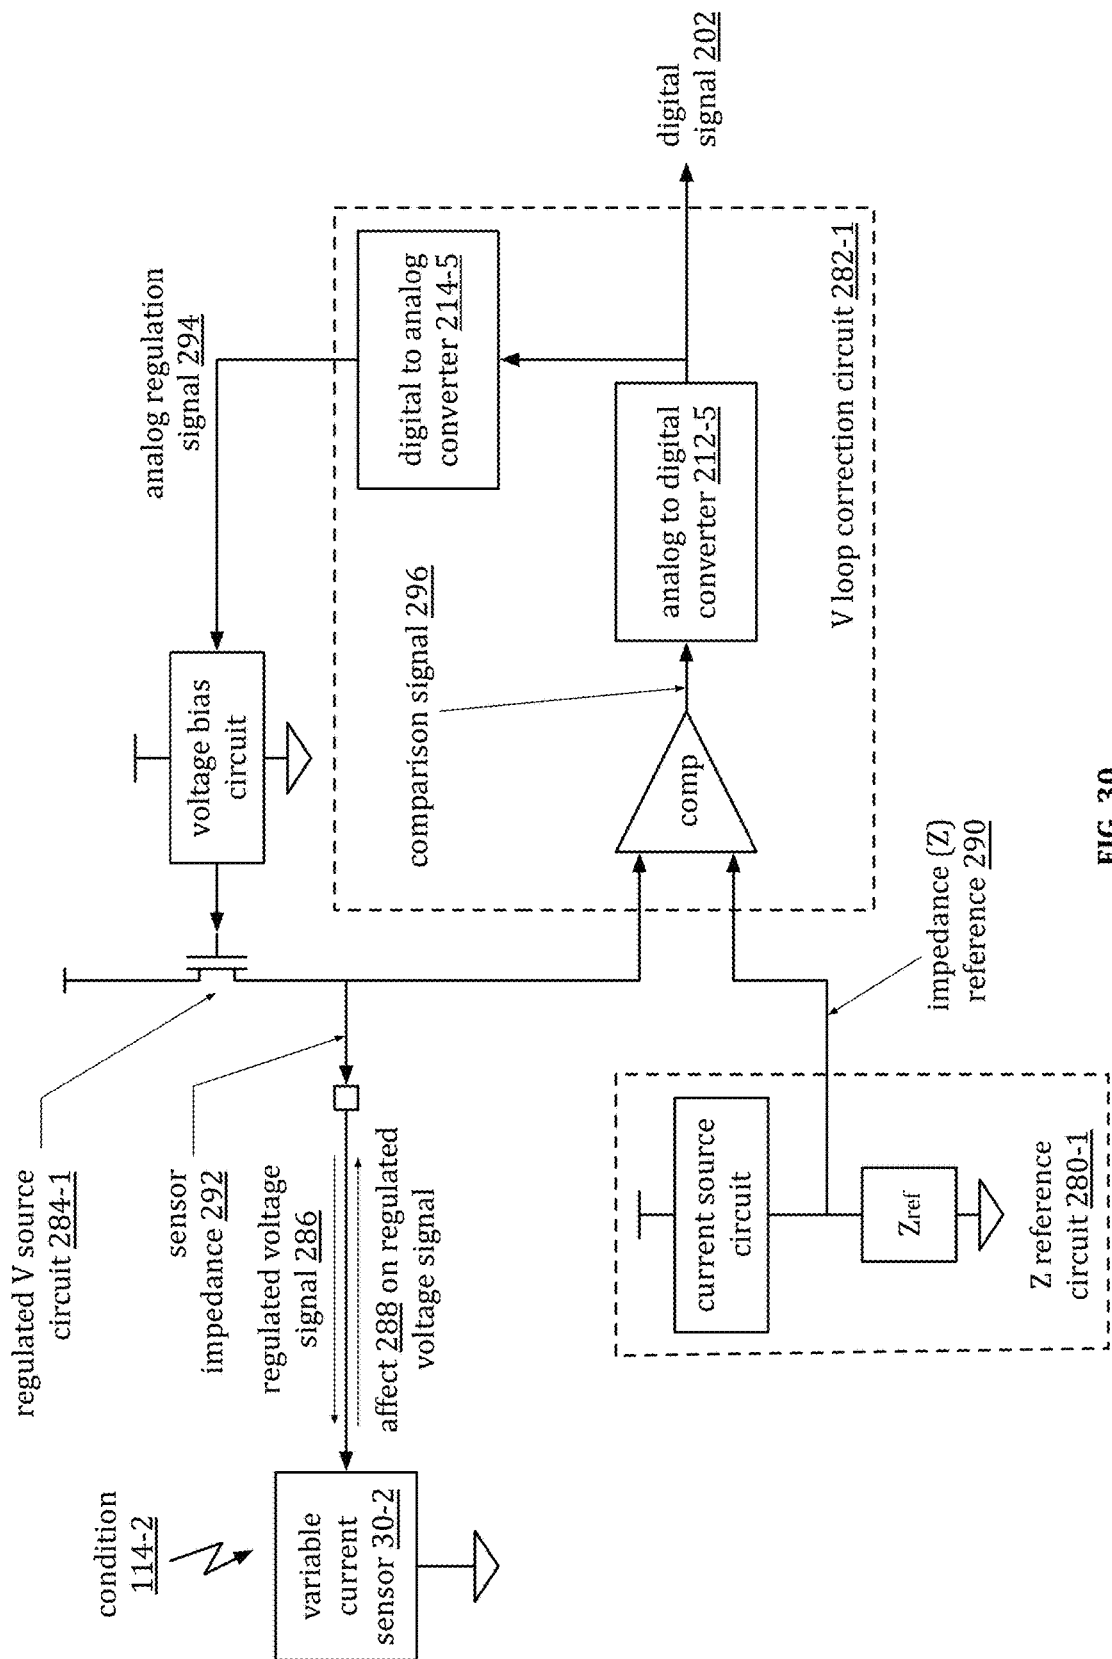 condition
114-2
variable
current
sensor 30-2
regulated V source
circuit 284-1
sensor
impedance 292
regulated voltage
signal 286
affect 288 on regulated
voltage signal
voltage bias
circuit
analog regulation
signal 294
digital to analog
converter 214-5
comparison signal 296
comp
analog to digital
converter 212-5
V loop correction circuit 282-1
digital
signal 202
current source
circuit
Zref
Z reference
circuit 280-1
impedance (Z)
reference 290
FIG. 30